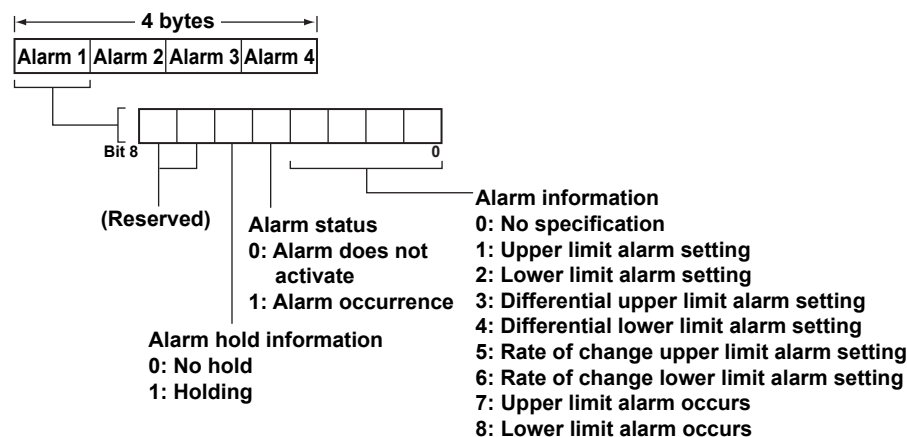 4 bytes
Alarm 1 Alarm 2 Alarm 3 Alarm 4
Bit 8 0
(Reserved)
Alarm status
0: Alarm does not
activate
1: Alarm occurrence
Alarm hold information
0: No hold
1: Holding
Alarm information
0: No specification
1: Upper limit alarm setting
2: Lower limit alarm setting
3: Differential upper limit alarm setting
4: Differential lower limit alarm setting
5: Rate of change upper limit alarm setting
6: Rate of change lower limit alarm setting
7: Upper limit alarm occurs
8: Lower limit alarm occurs